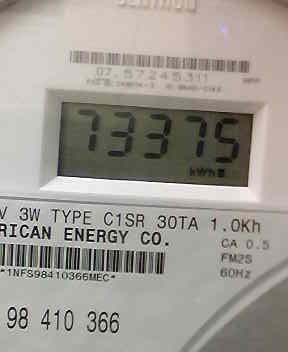 07.57245311
73375
kWh
V 3W TYPE C1SR 30TA 1.0Kh
RICAN ENERGY CO. CA 0.5
FM2S
*1NFS98410366MEC* 60Hz
98 410 366